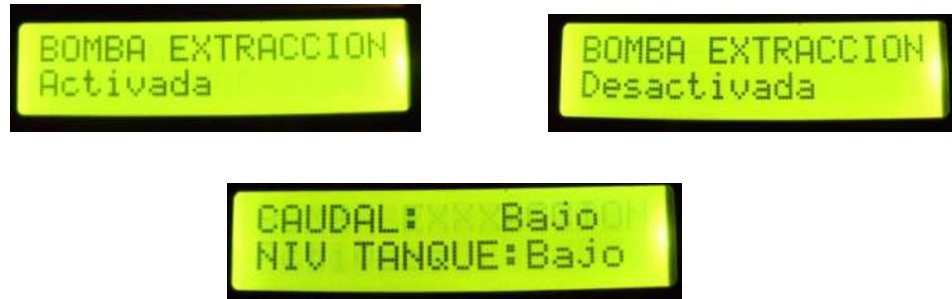 BOMBA EXTRACCION
Activada
BOMBA EXTRACCION
Desactivada
CAUDAL: Bajo
NIV TANQUE:Bajo